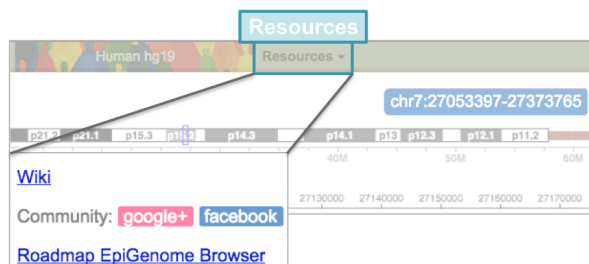 Resources
Human hg19
Resources
chr7:27053397-27373765
p21.2 p21.1 p15.3 p15.2 p14.3 p14.1 p13 p12.3 p12.1 p11.2
40M 50M 60M
Wiki
27130000 27140000 27150000 27160000 27170000
Community: google+ facebook
Roadmap EpiGenome Browser